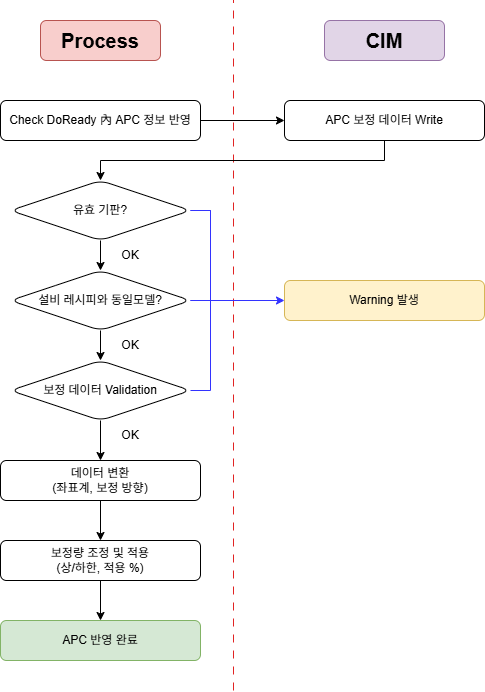 Process
CIM
Check DoReady 內 APC 정보 반영
APC 보정 데이터 Write
유효 기판?
OK
설비 레시피와 동일모델?
Warning 발생
OK
보정 데이터 Validation
OK
데이터 변환
(좌표계, 보정 방향)
보정량 조정 및 적용
(상/하한, 적용 %)
APC 반영 완료